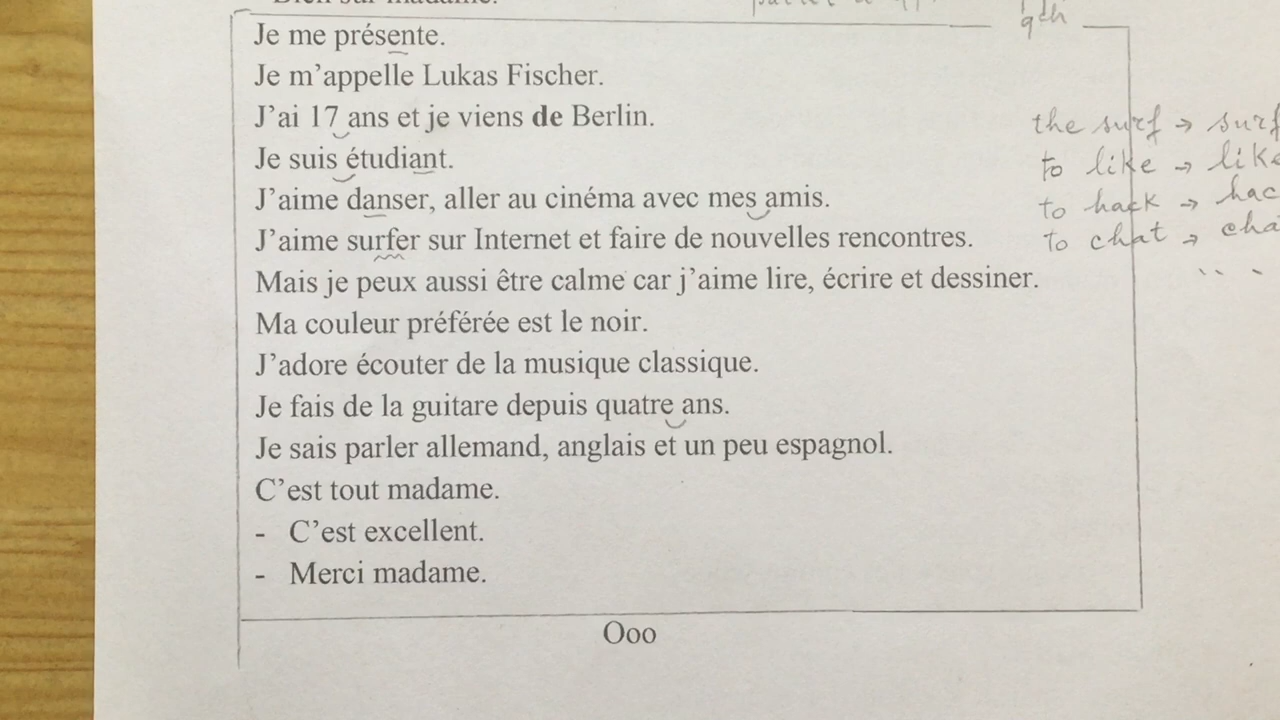 Je me présente.
9th
Je m'appelle Lukas Fischer.
J'ai 17 ans et je viens de Berlin.
the surf → surf
Je suis étudiant.
to like → like
J'aime danser, aller au cinéma avec mes amis.
to hack → hac
J'aime surfer sur Internet et faire de nouvelles rencontres.
to chat → cha
Mais je peux aussi être calme car j'aime lire, écrire et dessiner.
Ma couleur préférée est le noir.
J'adore écouter de la musique classique.
Je fais de la guitare depuis quatre ans.
Je sais parler allemand, anglais et un peu espagnol.
C'est tout madame.
- C'est excellent.
- Merci madame.
Ooo